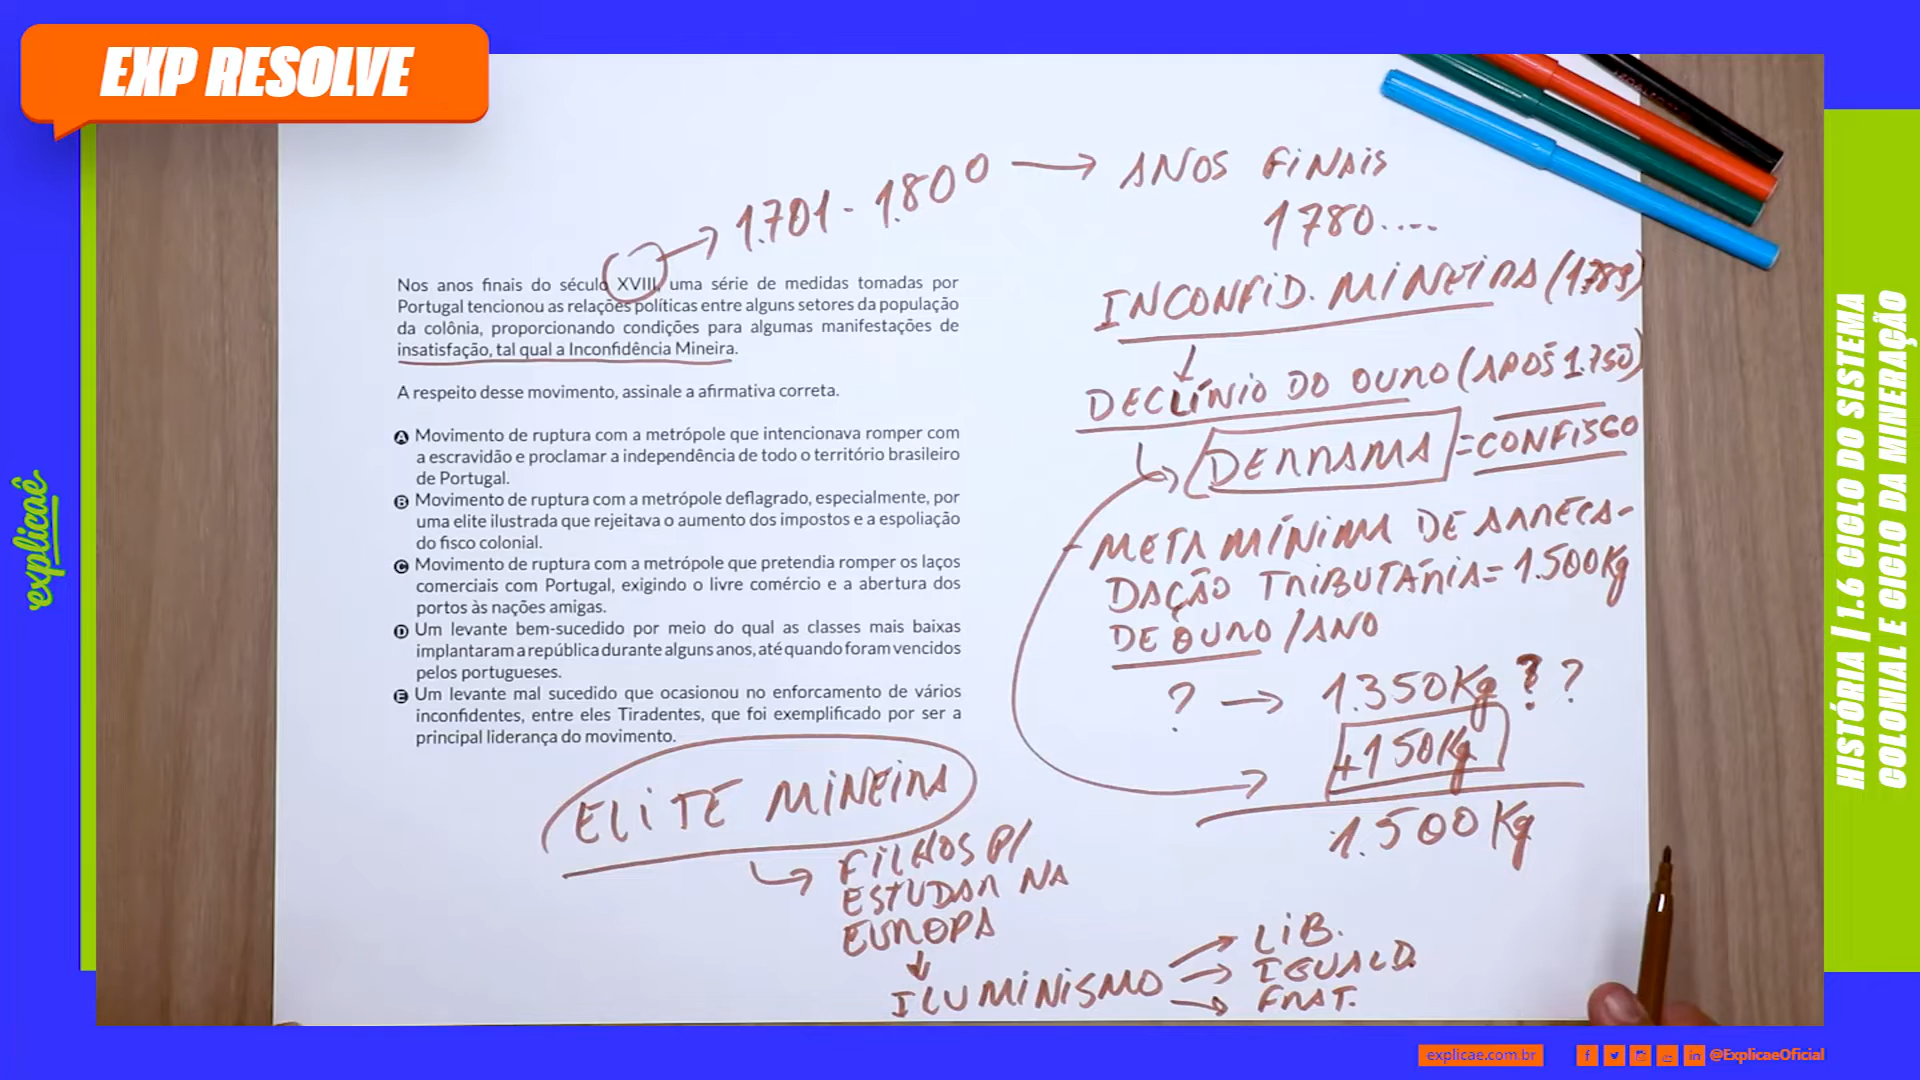 EXP RESOLVE
1.701 - 1.800 → ANOS FINAIS
1780....
Nos anos finais do século XVIII, uma série de medidas tomadas por
Portugal tencionou as relações políticas entre alguns setores da população
da colônia, proporcionando condições para algumas manifestações de
insatisfação, tal qual a Inconfidência Mineira.
A respeito desse movimento, assinale a afirmativa correta.
A Movimento de ruptura com a metrópole que intencionava romper com
a escravidão e proclamar a independência de todo o território brasileiro
de Portugal.
B Movimento de ruptura com a metrópole deflagrado, especialmente, por
uma elite ilustrada que rejeitava o aumento dos impostos e a espoliação
do fisco colonial.
C Movimento de ruptura com a metrópole que pretendia romper os laços
comerciais com Portugal, exigindo o livre comércio e a abertura dos
portos às nações amigas.
D Um levante bem-sucedido por meio do qual as classes mais baixas
implantaram a república durante alguns anos, até quando foram vencidos
pelos portugueses.
E Um levante mal sucedido que ocasionou no enforcamento de vários
inconfidentes, entre eles Tiradentes, que foi exemplificado por ser a
principal liderança do movimento.
INCONFID. MINEIRA (1789)
DECLÍNIO DO OURO (APÓS 1.750)
DERRAMA = CONFISCO
- META MÍNIMA DE ARRECA-
DAÇÃO TRIBUTÁRIA = 1.500Kg
DE OURO / ANO
? → 1.350Kg ? ?
+150Kg
1.500Kg
ELITE MINEIRA
FILHOS P/
ESTUDAR NA
EUROPA
ILUMINISMO → LIB.
→ IGUALD.
→ FRAT.
explicaê
HISTÓRIA | 1.6 CICLO DO SISTEMA
COLONIAL E CICLO DA MINERAÇÃO
explicae.com.br
@ExplicaeOficial